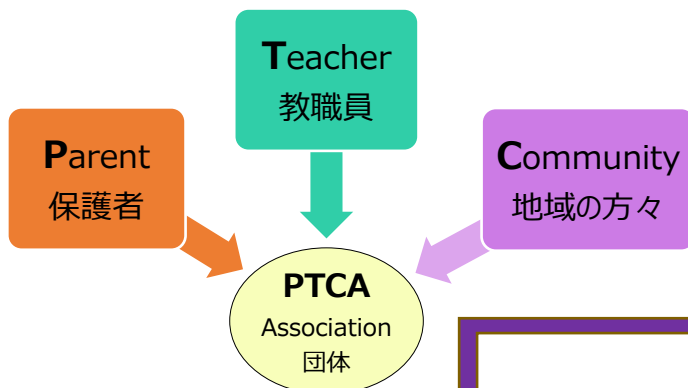 Teacher
教職員
Parent
保護者
Community
地域の方々
PTCA
Association
団体